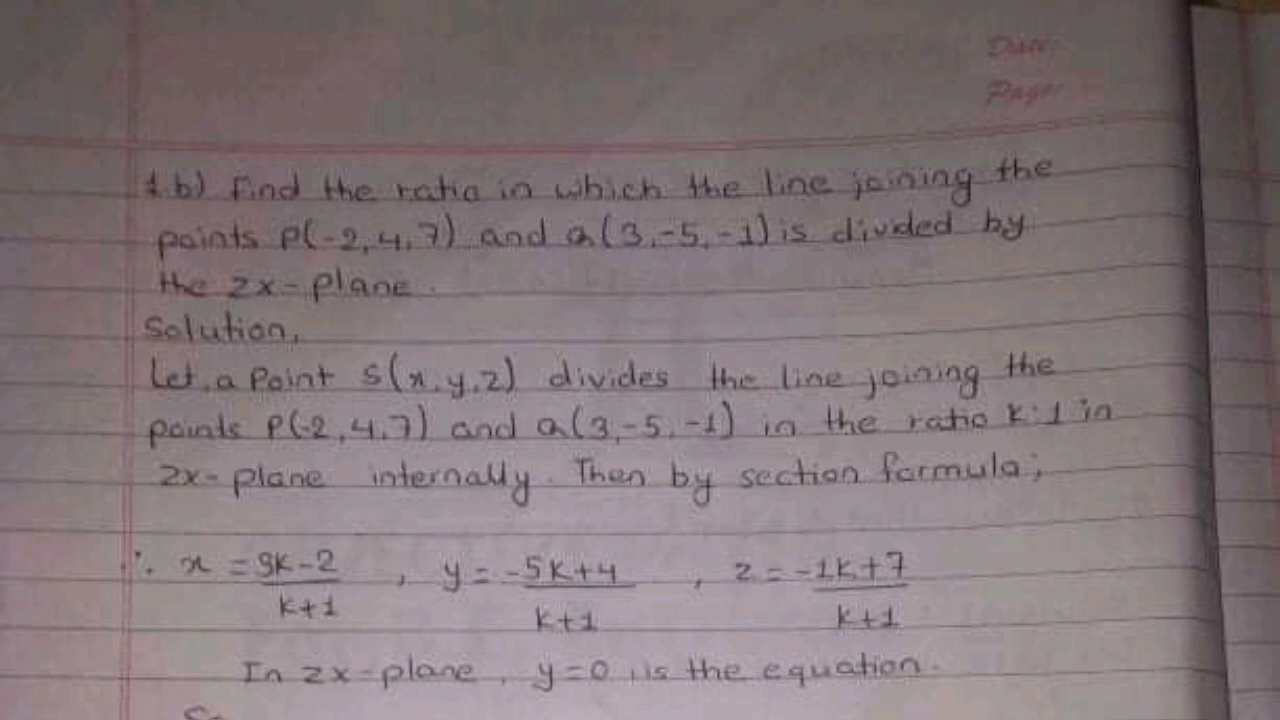 Date:
Page:
1.b) Find the ratio in which the line joining the
points P(-2,4,7) and Q(3,-5,-1) is divided by
the zx-plane.
Solution,
Let, a Point S(x,y,z) divides the line joining the
points P(-2,4,7) and Q(3,-5,-1) in the ratio k:1 in
zx-plane internally. Then by section formula;
∴ x = 3k-2/k+1, y = -5k+4/k+1, z = -1k+7/k+1
In zx-plane, y=0, is the equation.